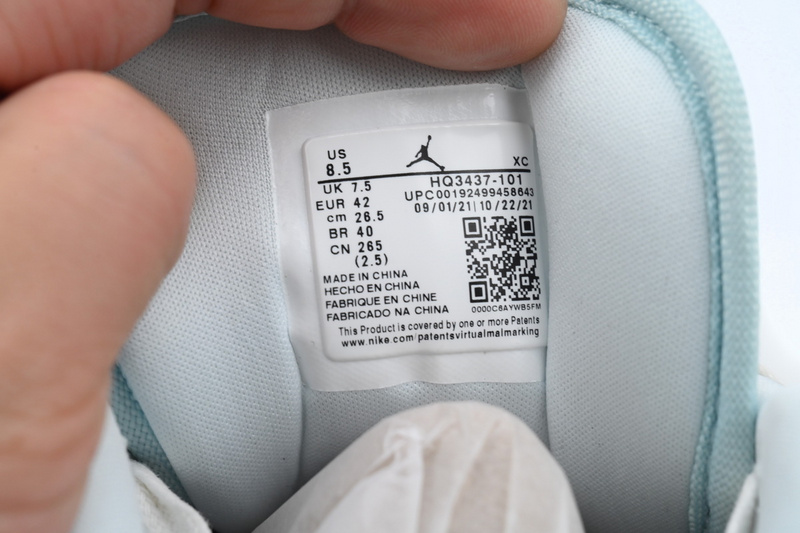 US
8.5
XC
UK 7.5
HQ3437-101
EUR 42
UPC00192499458643
cm 26.5
09/01/21|10/22/21
BR 40
CN 265
(2.5)
MADE IN CHINA
HECHO EN CHINA
FABRIQUE EN CHINE
FABRICADO NA CHINA
0000C6AYWB5FM
This Product is covered by one or more Patents
www.nike.com/patentsvirtualmalmarking